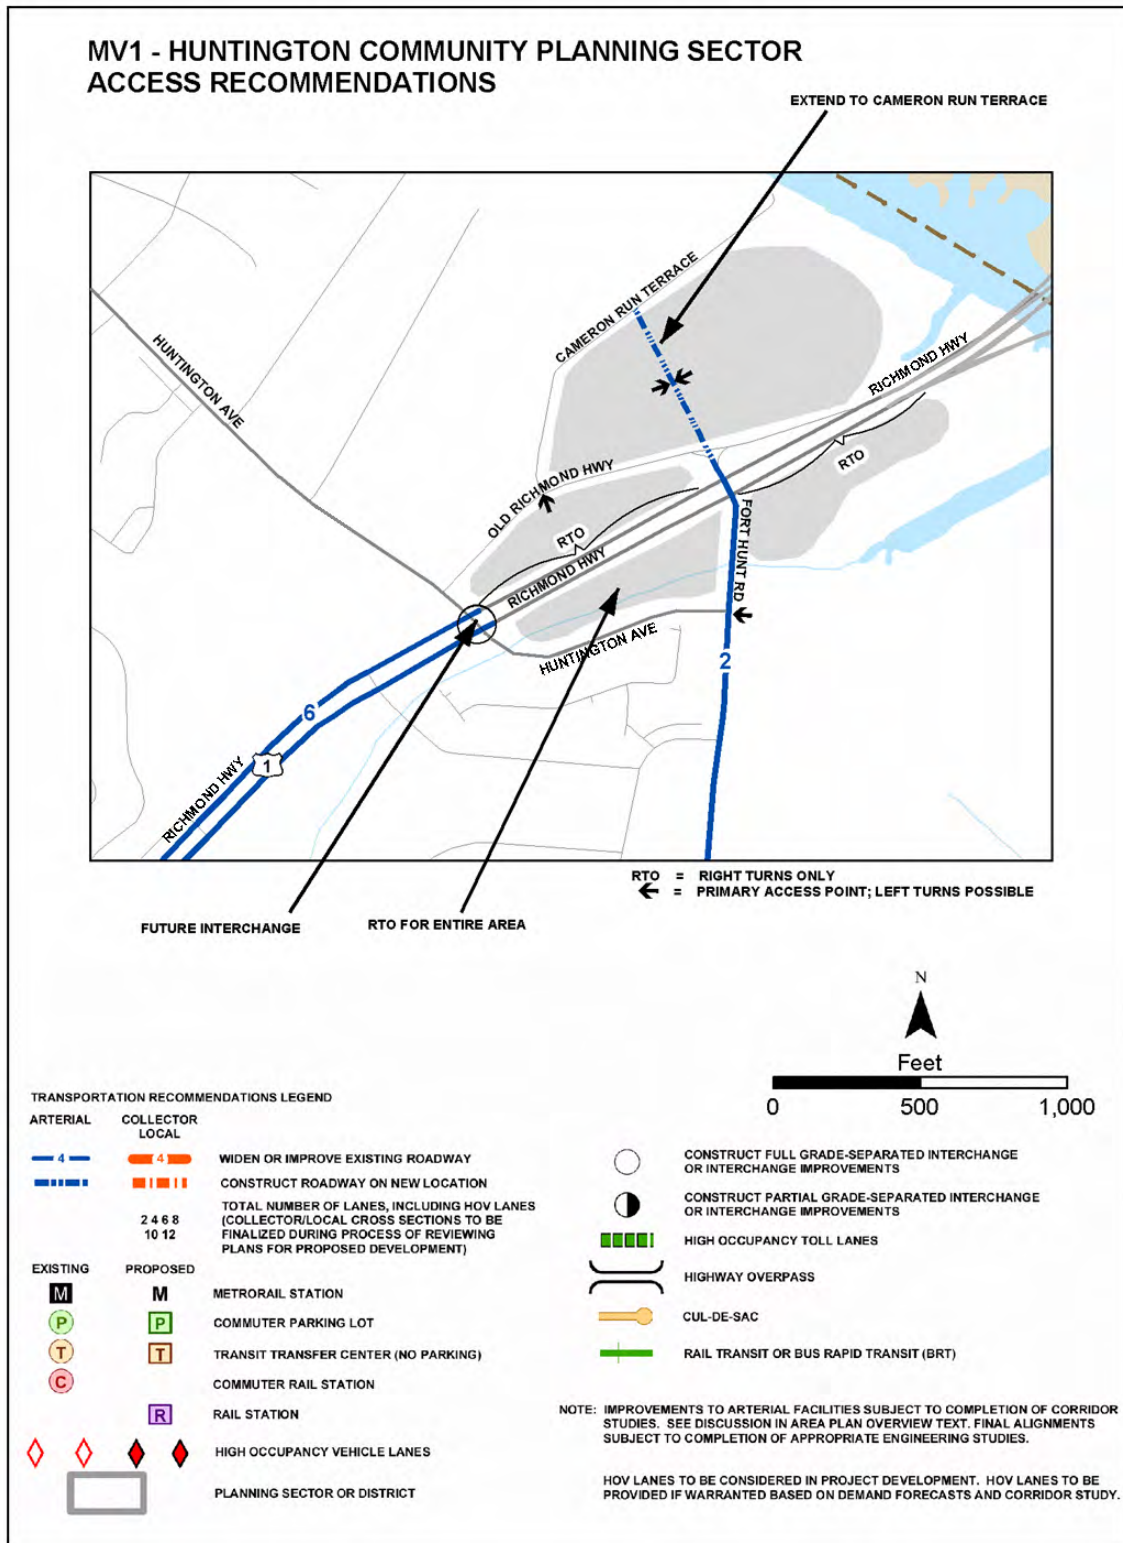 MV1 - HUNTINGTON COMMUNITY PLANNING SECTOR
ACCESS RECOMMENDATIONS
EXTEND TO CAMERON RUN TERRACE
CAMERON RUN TERRACE
HUNTINGTON AVE
RICHMOND HWY
RTO
OLD RICHMOND HWY
RTO
RICHMOND HWY
FORT HUNT RD
HUNTINGTON AVE
2
6
1
RICHMOND HWY
RTO = RIGHT TURNS ONLY
= PRIMARY ACCESS POINT; LEFT TURNS POSSIBLE
FUTURE INTERCHANGE
RTO FOR ENTIRE AREA
N
Feet
0 500 1,000
TRANSPORTATION RECOMMENDATIONS LEGEND
ARTERIAL COLLECTOR
LOCAL
4 4 WIDEN OR IMPROVE EXISTING ROADWAY
CONSTRUCT ROADWAY ON NEW LOCATION
2 4 6 8
10 12
TOTAL NUMBER OF LANES, INCLUDING HOV LANES
(COLLECTOR/LOCAL CROSS SECTIONS TO BE
FINALIZED DURING PROCESS OF REVIEWING
PLANS FOR PROPOSED DEVELOPMENT)
EXISTING PROPOSED
M M METRORAIL STATION
P P COMMUTER PARKING LOT
T T TRANSIT TRANSFER CENTER (NO PARKING)
C COMMUTER RAIL STATION
R RAIL STATION
HIGH OCCUPANCY VEHICLE LANES
PLANNING SECTOR OR DISTRICT
CONSTRUCT FULL GRADE-SEPARATED INTERCHANGE
OR INTERCHANGE IMPROVEMENTS
CONSTRUCT PARTIAL GRADE-SEPARATED INTERCHANGE
OR INTERCHANGE IMPROVEMENTS
HIGH OCCUPANCY TOLL LANES
HIGHWAY OVERPASS
CUL-DE-SAC
RAIL TRANSIT OR BUS RAPID TRANSIT (BRT)
NOTE: IMPROVEMENTS TO ARTERIAL FACILITIES SUBJECT TO COMPLETION OF CORRIDOR
STUDIES. SEE DISCUSSION IN AREA PLAN OVERVIEW TEXT. FINAL ALIGNMENTS
SUBJECT TO COMPLETION OF APPROPRIATE ENGINEERING STUDIES.
HOV LANES TO BE CONSIDERED IN PROJECT DEVELOPMENT. HOV LANES TO BE
PROVIDED IF WARRANTED BASED ON DEMAND FORECASTS AND CORRIDOR STUDY.